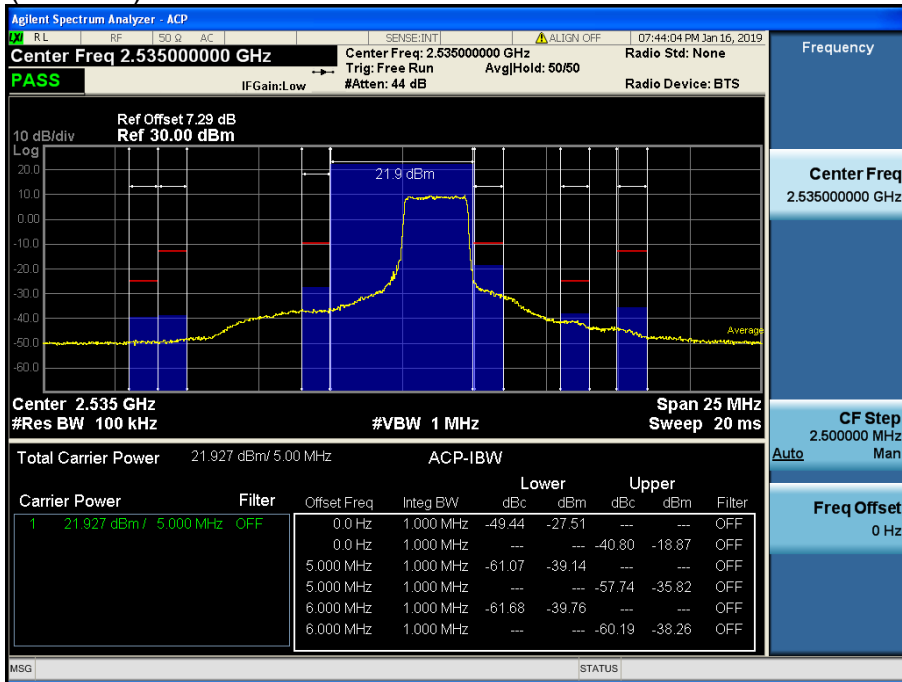 Agilent Spectrum Analyzer - ACP
LXI RL RF 50 Ω AC SENSE:INT ALIGN OFF 07:44:04 PM Jan 16, 2019
Center Freq 2.535000000 GHz Center Freq: 2.535000000 GHz Radio Std: None
Trig: Free Run Avg|Hold: 50/50
PASS IFGain:Low #Atten: 44 dB Radio Device: BTS
Frequency
Ref Offset 7.29 dB
10 dB/div Ref 30.00 dBm
Log
20.0
10.0
0.00
-10.0
-20.0
-30.0
-40.0
-50.0
-60.0
21.9 dBm
Average
Center 2.535 GHz Span 25 MHz
#Res BW 100 kHz #VBW 1 MHz Sweep 20 ms
Total Carrier Power 21.927 dBm/ 5.00 MHz ACP-IBW
Lower Upper
Carrier Power Filter Offset Freq Integ BW dBc dBm dBc dBm Filter
1 21.927 dBm / 5.000 MHz OFF 0.0 Hz 1.000 MHz -49.44 -27.51 --- --- OFF
0.0 Hz 1.000 MHz --- --- -40.80 -18.87 OFF
5.000 MHz 1.000 MHz -61.07 -39.14 --- --- OFF
5.000 MHz 1.000 MHz --- --- -57.74 -35.82 OFF
6.000 MHz 1.000 MHz -61.68 -39.76 --- --- OFF
6.000 MHz 1.000 MHz --- --- -60.19 -38.26 OFF
Center Freq
2.535000000 GHz
CF Step
2.500000 MHz
Auto Man
Freq Offset
0 Hz
MSG STATUS